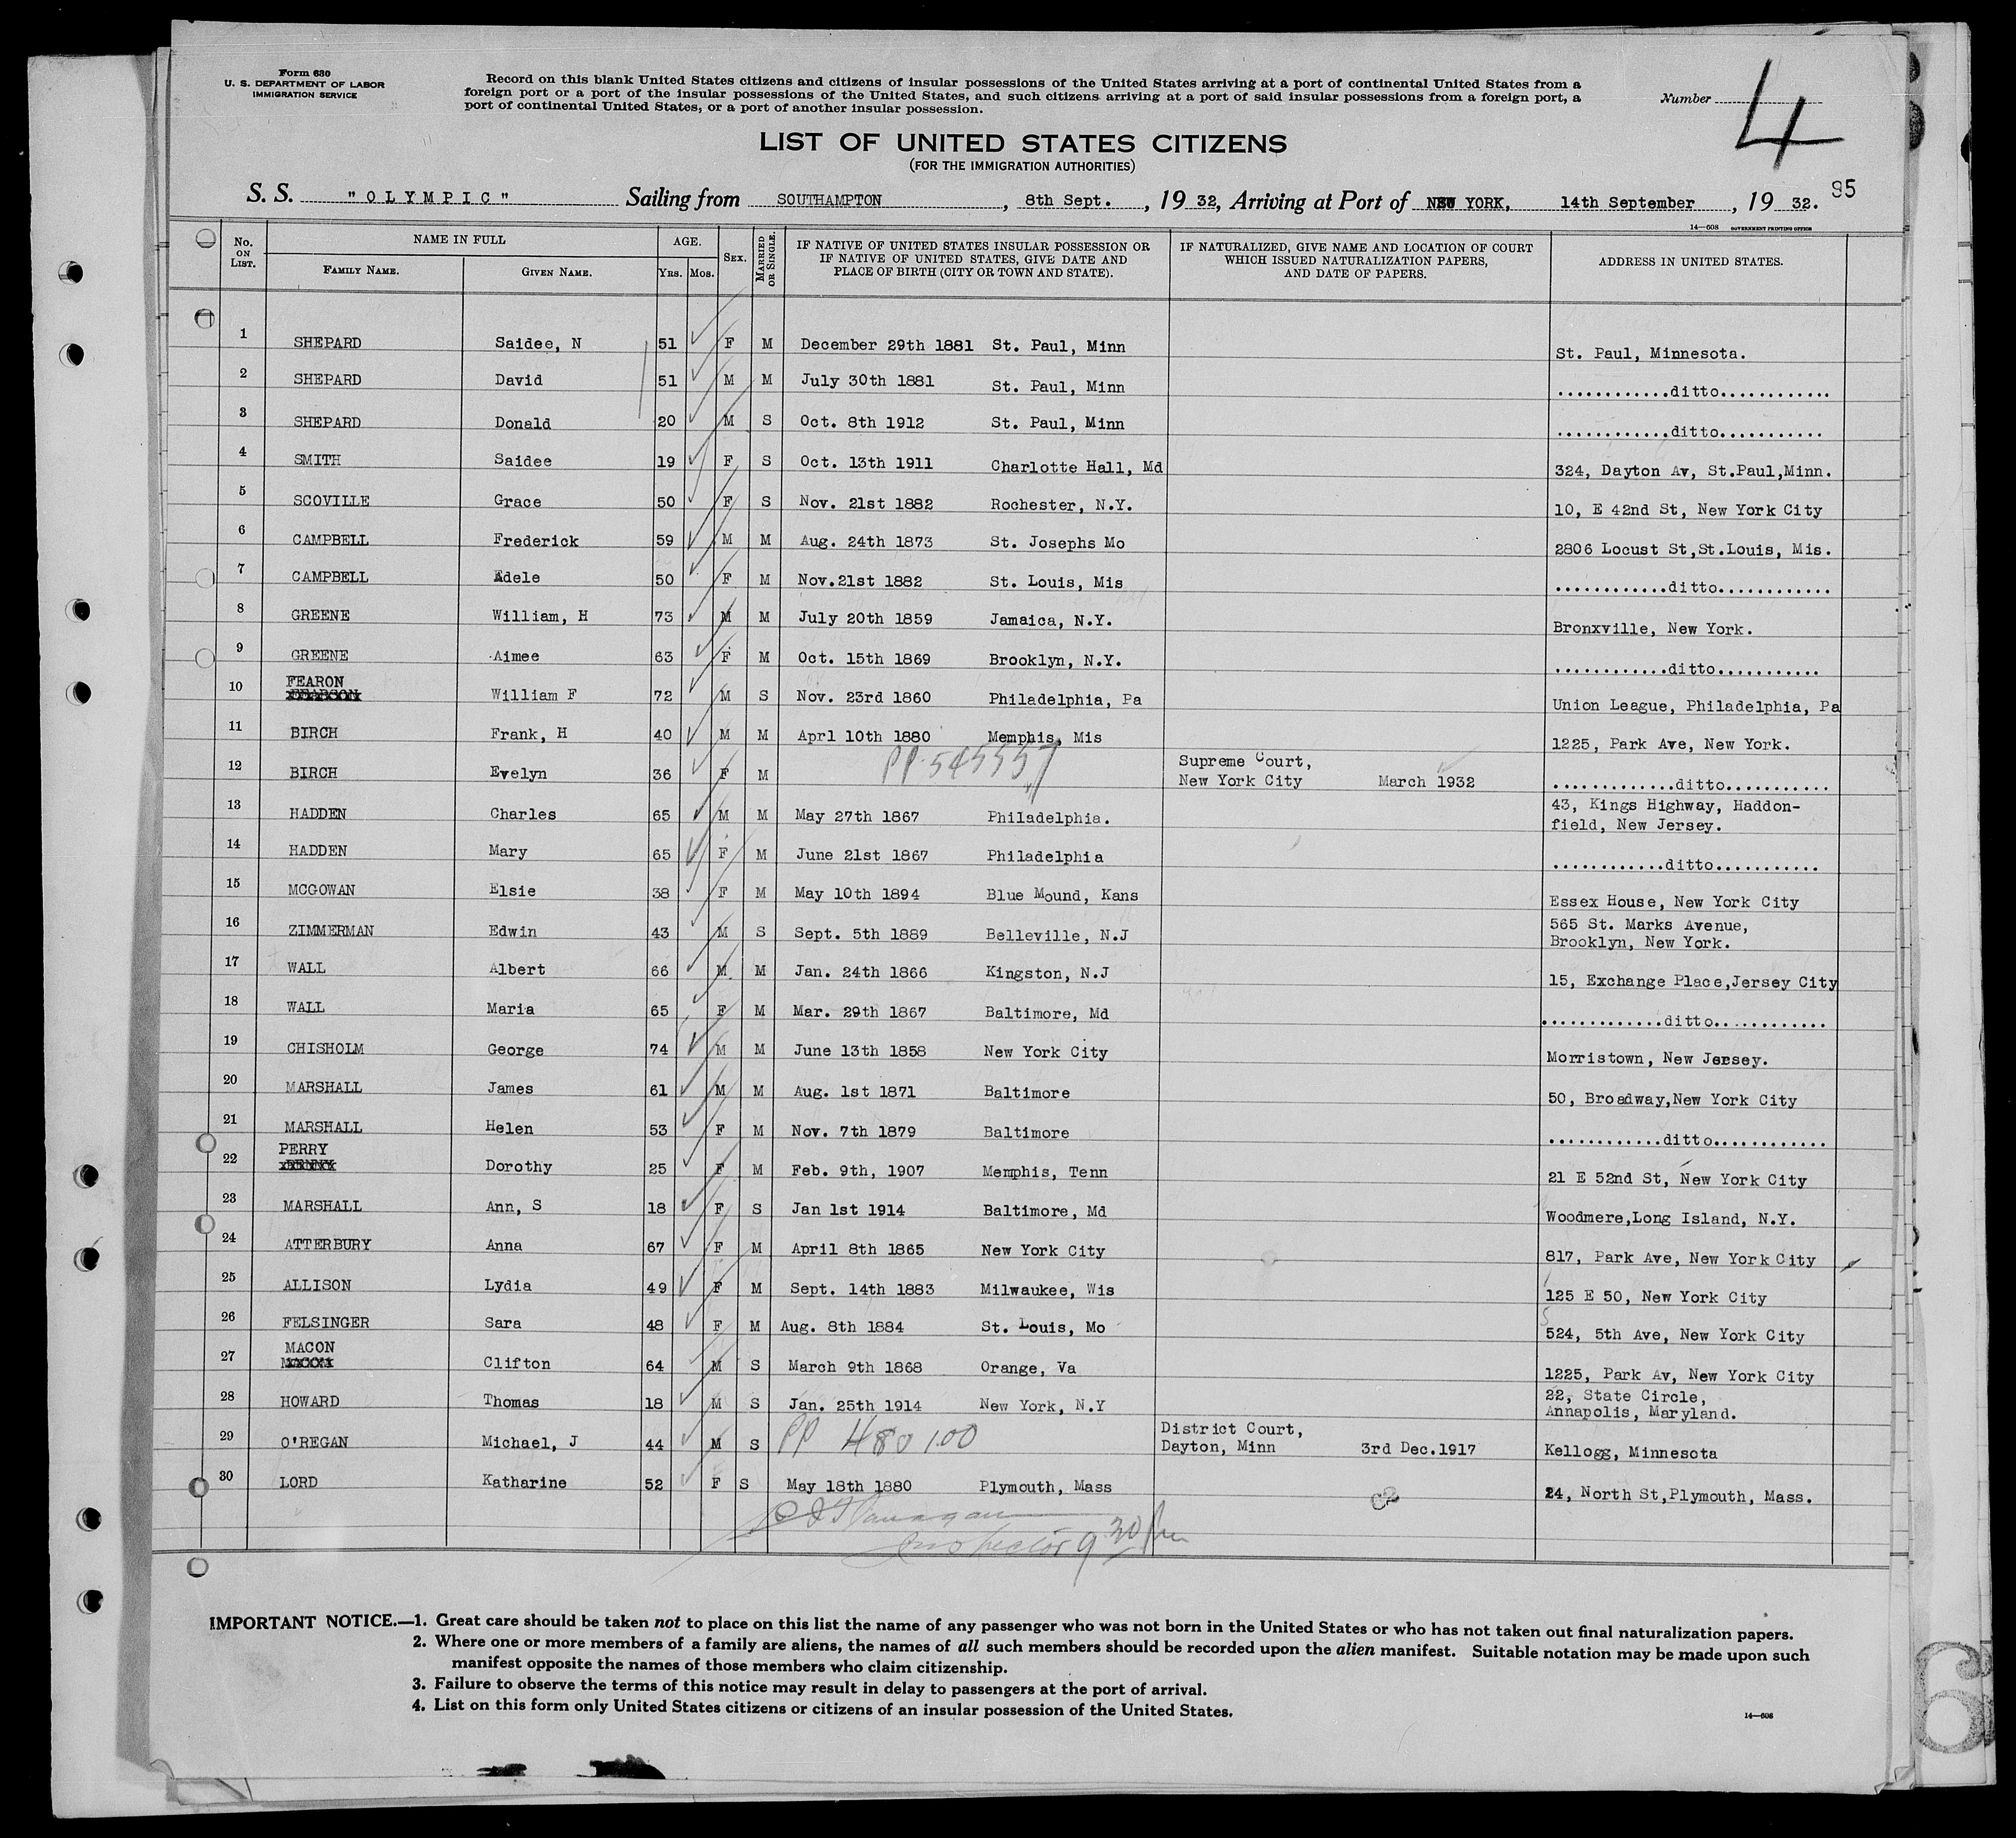 Form 630
U. S. DEPARTMENT OF LABOR
IMMIGRATION SERVICE
Record on this blank United States citizens and citizens of insular possessions of the United States arriving at a port of continental United States from a
foreign port or a port of the insular possessions of the United States, and such citizens arriving at a port of said insular possessions from a foreign port, a
port of continental United States, or a port of another insular possession.
Number 4
LIST OF UNITED STATES CITIZENS
(FOR THE IMMIGRATION AUTHORITIES)
S. S. "OLYMPIC" Sailing from SOUTHAMPTON, 8th Sept., 1932, Arriving at Port of NEW YORK, 14th September, 1932. 85
14—608 GOVERNMENT PRINTING OFFICE
No. ON LIST. NAME IN FULL FAMILY NAME. GIVEN NAME. AGE. YRS. MOS. SEX. MARRIED OR SINGLE. IF NATIVE OF UNITED STATES INSULAR POSSESSION OR IF NATIVE OF UNITED STATES, GIVE DATE AND PLACE OF BIRTH (CITY OR TOWN AND STATE). IF NATURALIZED, GIVE NAME AND LOCATION OF COURT WHICH ISSUED NATURALIZATION PAPERS, AND DATE OF PAPERS. ADDRESS IN UNITED STATES.
1 SHEPARD Saidee, N 51 F M December 29th 1881 St. Paul, Minn St. Paul, Minnesota.
2 SHEPARD David 51 M M July 30th 1881 St. Paul, Minn ............ditto............
3 SHEPARD Donald 20 M S Oct. 8th 1912 St. Paul, Minn ............ditto...........
4 SMITH Saidee 19 F S Oct. 13th 1911 Charlotte Hall, Md 324, Dayton Av, St.Paul,Minn.
5 SCOVILLE Grace 50 F S Nov. 21st 1882 Rochester, N.Y. 10, E 42nd St, New York City
6 CAMPBELL Frederick 59 M M Aug. 24th 1873 St. Josephs Mo 2806 Locust St,St.Louis, Mis.
7 CAMPBELL Adele 50 F M Nov.21st 1882 St. Louis, Mis ............ditto............
8 GREENE William, H 73 M M July 20th 1859 Jamaica, N.Y. Bronxville, New York.
9 GREENE Aimee 63 F M Oct. 15th 1869 Brooklyn, N.Y. ............ditto...........
10 FEARON William F 72 M S Nov. 23rd 1860 Philadelphia, Pa Union League, Philadelphia, Pa
11 BIRCH Frank, H 40 M M Aprl 10th 1880 Memphis, Mis 1225, Park Ave, New York.
12 BIRCH Evelyn 36 F M PP. 545557 Supreme Court, New York City March 1932 .............ditto...........
13 HADDEN Charles 65 M M May 27th 1867 Philadelphia. 43, Kings Highway, Haddon-
field, New Jersey.
14 HADDEN Mary 65 F M June 21st 1867 Philadelphia ............ditto...........
15 MCGOWAN Elsie 38 F M May 10th 1894 Blue Mound, Kans Essex House, New York City
16 ZIMMERMAN Edwin 43 M S Sept. 5th 1889 Belleville, N.J 565 St. Marks Avenue,
Brooklyn, New York.
17 WALL Albert 66 M M Jan. 24th 1866 Kingston, N.J 15, Exchange Place,Jersey City
18 WALL Maria 65 F M Mar. 29th 1867 Baltimore, Md .............ditto............
19 CHISHOLM George 74 M M June 13th 1858 New York City Morristown, New Jersey.
20 MARSHALL James 61 M M Aug. 1st 1871 Baltimore 50, Broadway,New York City
21 MARSHALL Helen 53 F M Nov. 7th 1879 Baltimore ............ditto............
22 PERRY Dorothy 25 F M Feb. 9th, 1907 Memphis, Tenn 21 E 52nd St, New York City
23 MARSHALL Ann, S 18 F S Jan 1st 1914 Baltimore, Md Woodmere,Long Island, N.Y.
24 ATTERBURY Anna 67 F M April 8th 1865 New York City 817, Park Ave, New York City
25 ALLISON Lydia 49 F M Sept. 14th 1883 Milwaukee, Wis 125 E 50, New York City
26 FELSINGER Sara 48 F M Aug. 8th 1884 St. Louis, Mo 524, 5th Ave, New York City
27 MACON Clifton 64 M S March 9th 1868 Orange, Va 1225, Park Av, New York City
28 HOWARD Thomas 18 M S Jan. 25th 1914 New York, N.Y 22, State Circle,
Annapolis, Maryland.
29 O'REGAN Michael, J 44 M S PP 480100 District Court, Dayton, Minn 3rd Dec.1917 Kellogg, Minnesota
30 LORD Katharine 52 F S May 18th 1880 Plymouth, Mass 24, North St,Plymouth, Mass.
Inspector 9 30 pm
IMPORTANT NOTICE.—1. Great care should be taken not to place on this list the name of any passenger who was not born in the United States or who has not taken out final naturalization papers.
2. Where one or more members of a family are aliens, the names of all such members should be recorded upon the alien manifest. Suitable notation may be made upon such
manifest opposite the names of those members who claim citizenship.
3. Failure to observe the terms of this notice may result in delay to passengers at the port of arrival.
4. List on this form only United States citizens or citizens of an insular possession of the United States.
14—608